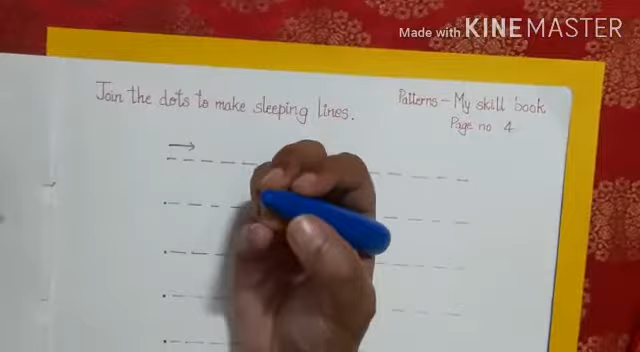 Made with KINEMASTER
Join the dots to make sleeping lines.
Patterns - My skill book
Page no 4